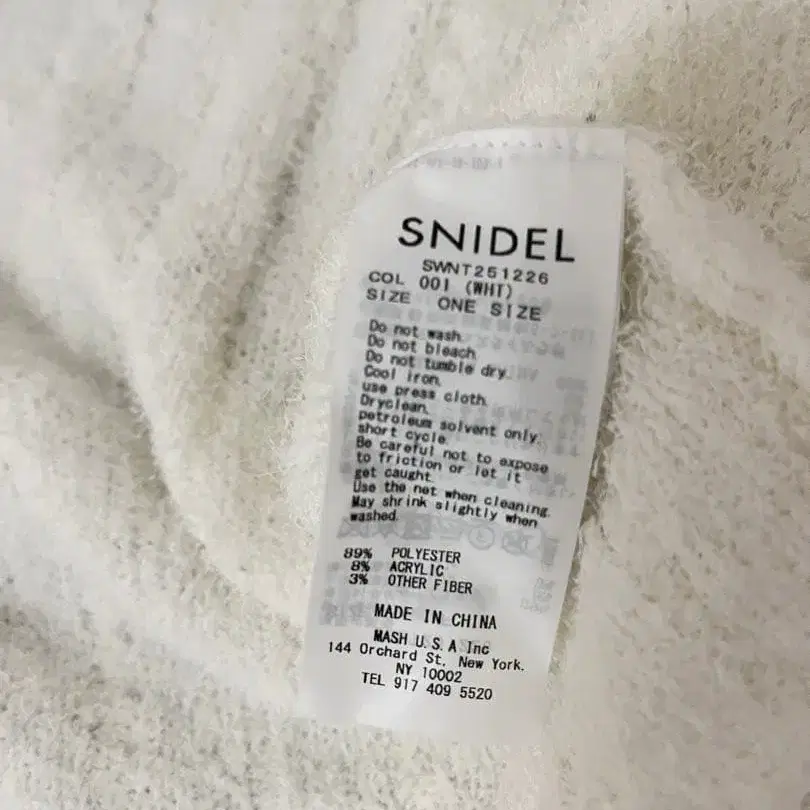 SNIDEL
SWNT251226
COL 001 (WHT)
SIZE ONE SIZE
Do not wash.
Do not bleach.
Do not tumble dry.
Cool iron.
use press cloth.
Dryclean.
petroleum solvent only.
short cycle.
Be careful not to expose
to friction or let it
get caught.
Use the net when cleaning.
May shrink slightly when
washed.
89% POLYESTER
8% ACRYLIC
3% OTHER FIBER
MADE IN CHINA
MASH U.S.A Inc
144 Orchard St. New York.
NY 10002
TEL 917 409 5520